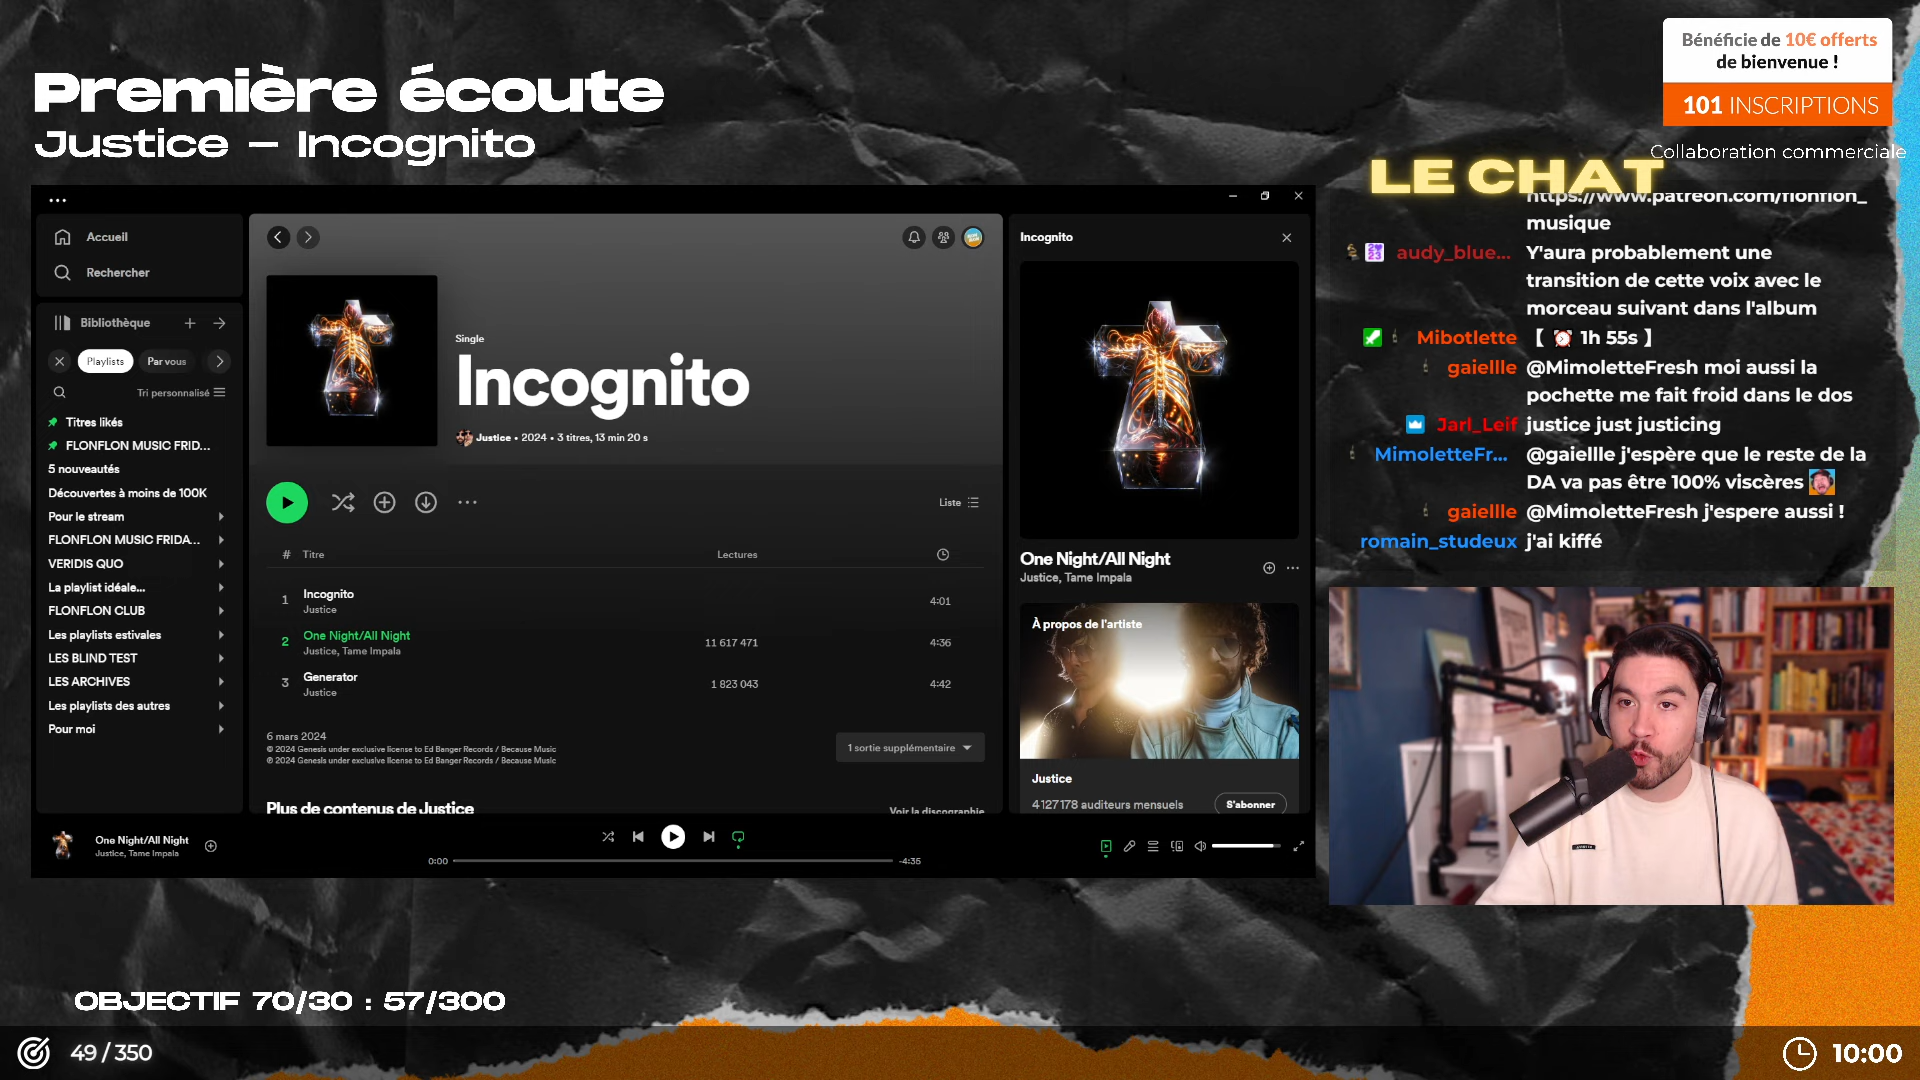 Première écoute
Justice – Incognito
Bénéficie de 10€ offerts
de bienvenue !
101 INSCRIPTIONS
Collaboration commerciale
LE CHAT
https://www.patreon.com/flonflon_
musique
audy_blue... Y'aura probablement une
transition de cette voix avec le
morceau suivant dans l'album
Mibotlette 【 ⏰ 1h 55s 】
gaiellle @MimoletteFresh moi aussi la
pochette me fait froid dans le dos
Jarl_Leif justice just justicing
MimoletteFr... @gaiellle j'espère que le reste de la
DA va pas être 100% viscères
gaiellle @MimoletteFresh j'espere aussi !
romain_studeux j'ai kiffé
Accueil
Rechercher
Bibliothèque
Playlists
Par vous
Tri personnalisé
Titres likés
FLONFLON MUSIC FRID...
5 nouveautés
Découvertes à moins de 100K
Pour le stream
FLONFLON MUSIC FRIDA...
VERIDIS QUO
La playlist idéale...
FLONFLON CLUB
Les playlists estivales
LES BLIND TEST
LES ARCHIVES
Les playlists des autres
Pour moi
Single
Incognito
Justice • 2024 • 3 titres, 13 min 20 s
Liste
# Titre Lectures
1 Incognito 4:01
Justice
2 One Night/All Night 11 617 471 4:36
Justice, Tame Impala
3 Generator 1 823 043 4:42
Justice
6 mars 2024
© 2024 Genesis under exclusive license to Ed Banger Records / Because Music
℗ 2024 Genesis under exclusive license to Ed Banger Records / Because Music
1 sortie supplémentaire
Plus de contenus de Justice
Voir la discographie
Incognito
One Night/All Night
Justice, Tame Impala
À propos de l'artiste
Justice
4 127 178 auditeurs mensuels
S'abonner
One Night/All Night
Justice, Tame Impala
0:00
-4:35
OBJECTIF 70/30 : 57/300
49 / 350
10:00